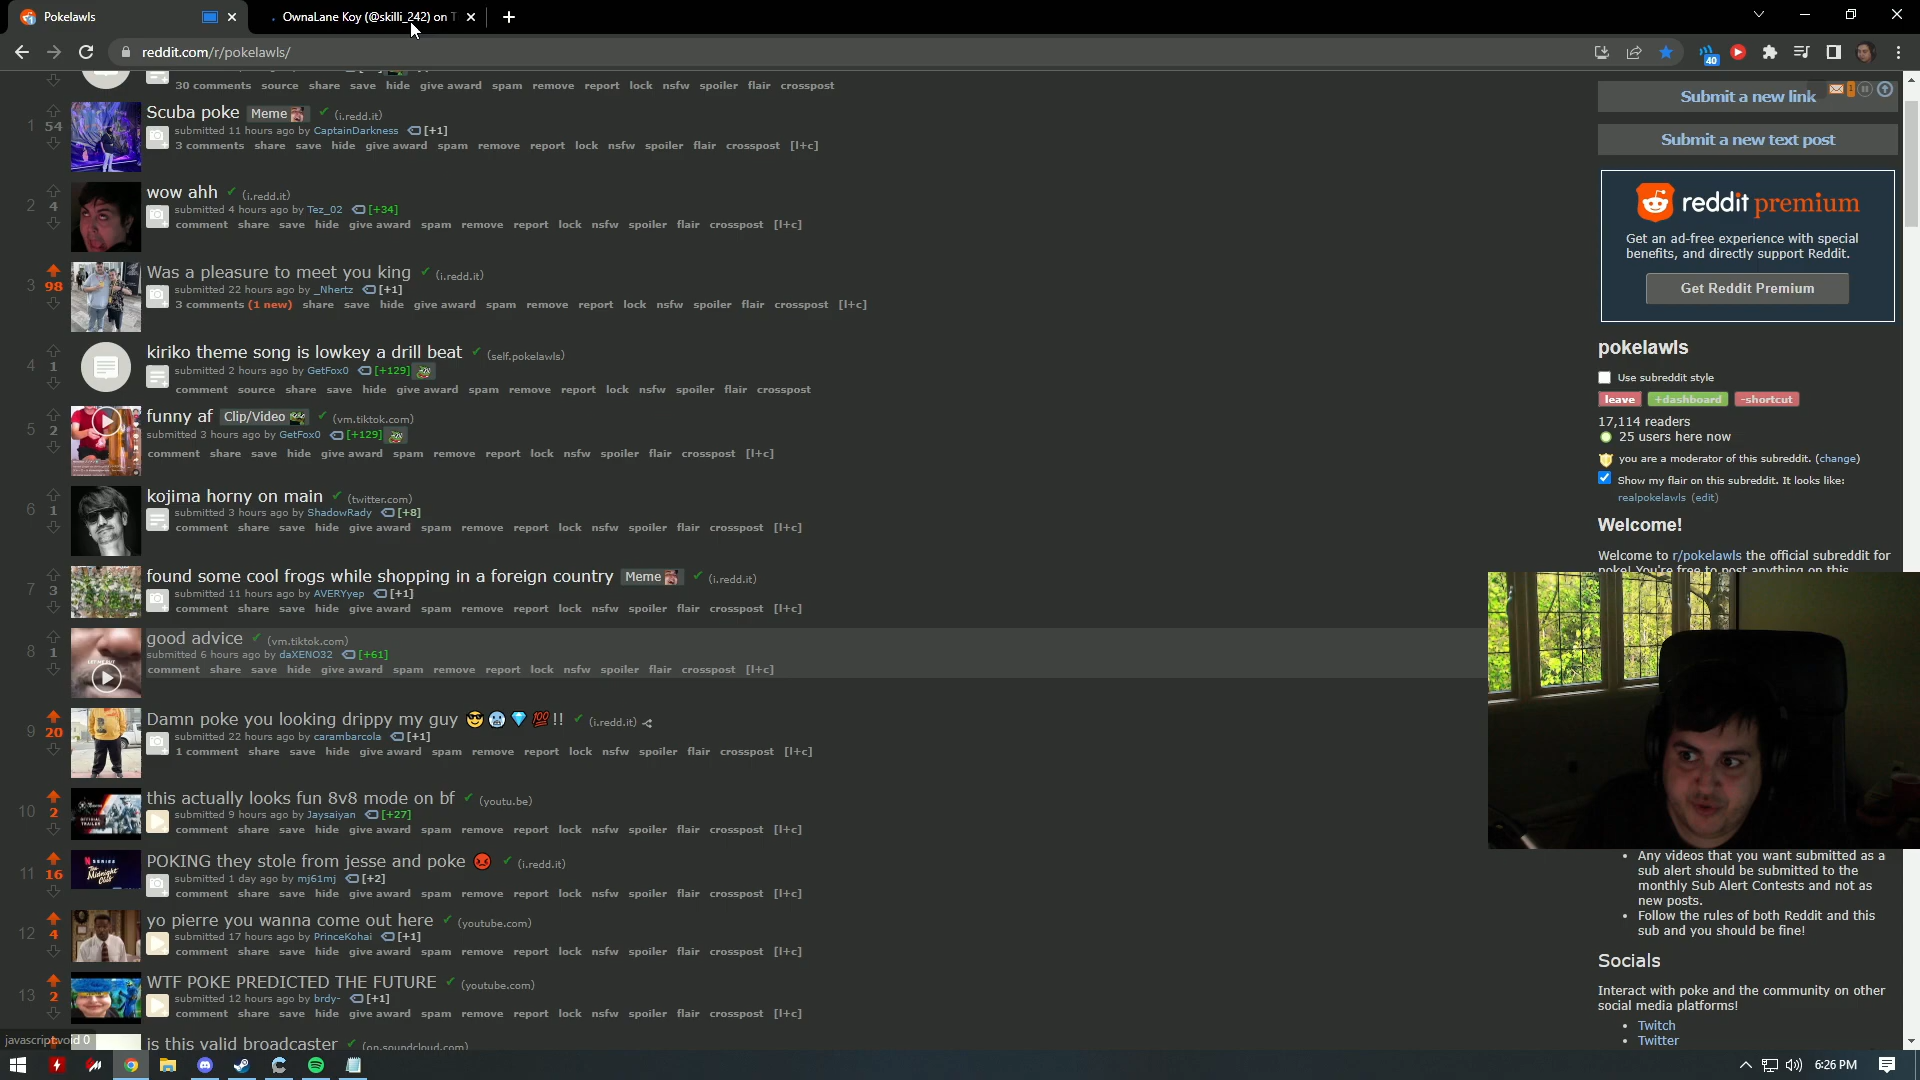 Pokelawls
OwnaLane Koy (@skilli_242) on T
reddit.com/r/pokelawls/
40
30 comments source share save hide give award spam remove report lock nsfw spoiler flair crosspost
1
54
Scuba poke Meme (i.redd.it)
submitted 11 hours ago by CaptainDarkness [+1]
3 comments share save hide give award spam remove report lock nsfw spoiler flair crosspost [l+c]
2
4
wow ahh (i.redd.it)
submitted 4 hours ago by Tez_02 [+34]
comment share save hide give award spam remove report lock nsfw spoiler flair crosspost [l+c]
3
98
Was a pleasure to meet you king (i.redd.it)
submitted 22 hours ago by _Nhertz [+1]
3 comments (1 new) share save hide give award spam remove report lock nsfw spoiler flair crosspost [l+c]
4
1
kiriko theme song is lowkey a drill beat (self.pokelawls)
submitted 2 hours ago by GetFox0 [+129]
comment source share save hide give award spam remove report lock nsfw spoiler flair crosspost
5
2
funny af Clip/Video (vm.tiktok.com)
submitted 3 hours ago by GetFox0 [+129]
comment share save hide give award spam remove report lock nsfw spoiler flair crosspost [l+c]
6
1
kojima horny on main (twitter.com)
submitted 3 hours ago by ShadowRady [+8]
comment share save hide give award spam remove report lock nsfw spoiler flair crosspost [l+c]
7
3
found some cool frogs while shopping in a foreign country Meme (i.redd.it)
submitted 11 hours ago by AVERYyep [+1]
comment share save hide give award spam remove report lock nsfw spoiler flair crosspost [l+c]
8
1
good advice (vm.tiktok.com)
submitted 6 hours ago by daXENO32 [+61]
comment share save hide give award spam remove report lock nsfw spoiler flair crosspost [l+c]
9
20
Damn poke you looking drippy my guy 😎🥶💎💯!! (i.redd.it)
submitted 22 hours ago by carambarcola [+1]
1 comment share save hide give award spam remove report lock nsfw spoiler flair crosspost [l+c]
10
2
this actually looks fun 8v8 mode on bf (youtu.be)
submitted 9 hours ago by Jaysaiyan [+27]
comment share save hide give award spam remove report lock nsfw spoiler flair crosspost [l+c]
11
16
POKING they stole from jesse and poke 😡 (i.redd.it)
submitted 1 day ago by mj61mj [+2]
comment share save hide give award spam remove report lock nsfw spoiler flair crosspost [l+c]
12
4
yo pierre you wanna come out here (youtube.com)
submitted 17 hours ago by PrinceKohai [+1]
comment share save hide give award spam remove report lock nsfw spoiler flair crosspost [l+c]
13
2
WTF POKE PREDICTED THE FUTURE (youtube.com)
submitted 12 hours ago by brdy- [+1]
comment share save hide give award spam remove report lock nsfw spoiler flair crosspost [l+c]
is this valid broadcaster (on.soundcloud.com)
javascript:void 0
Submit a new link
1
Submit a new text post
reddit premium
Get an ad-free experience with special
benefits, and directly support Reddit.
Get Reddit Premium
pokelawls
Use subreddit style
leave +dashboard -shortcut
17,114 readers
25 users here now
you are a moderator of this subreddit. (change)
Show my flair on this subreddit. It looks like:
realpokelawls (edit)
Welcome!
Welcome to r/pokelawls the official subreddit for
poke! You're free to post anything on this
• Any videos that you want submitted as a
sub alert should be submitted to the
monthly Sub Alert Contests and not as
new posts.
• Follow the rules of both Reddit and this
sub and you should be fine!
Socials
Interact with poke and the community on other
social media platforms!
• Twitch
• Twitter
6:26 PM